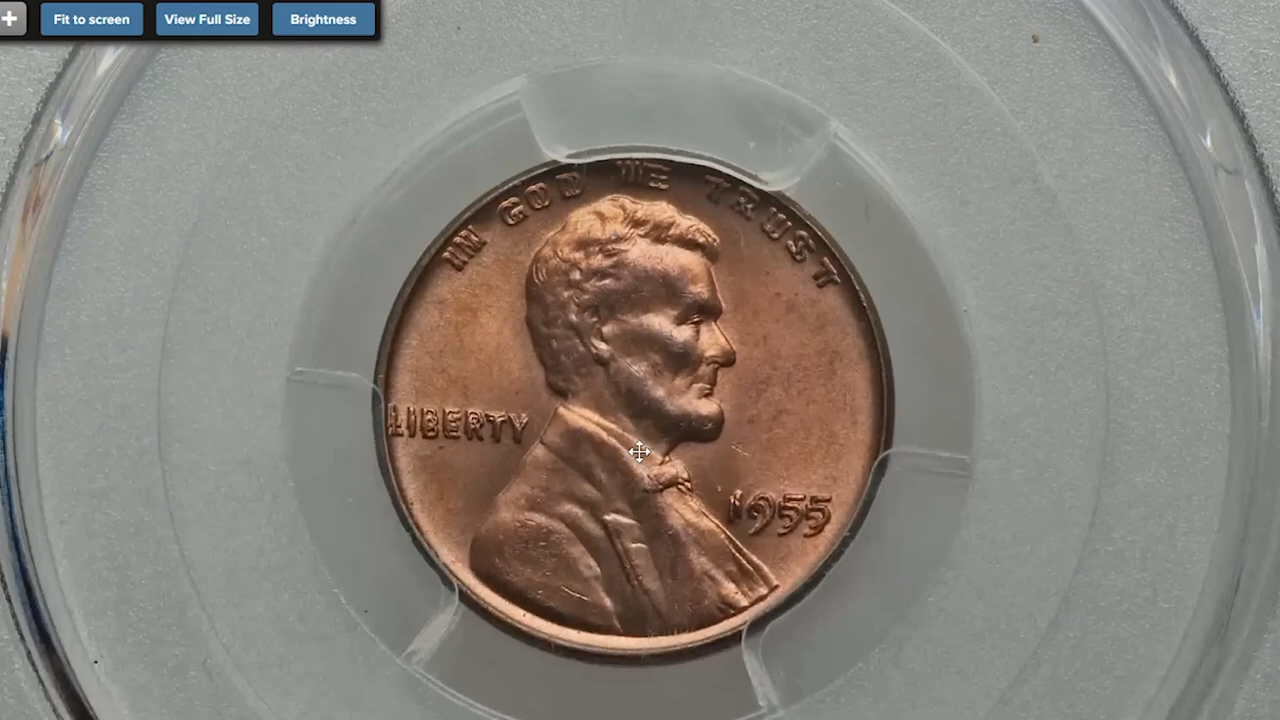 Fit to screen
View Full Size
Brightness
IN GOD WE TRUST
LIBERTY
1955